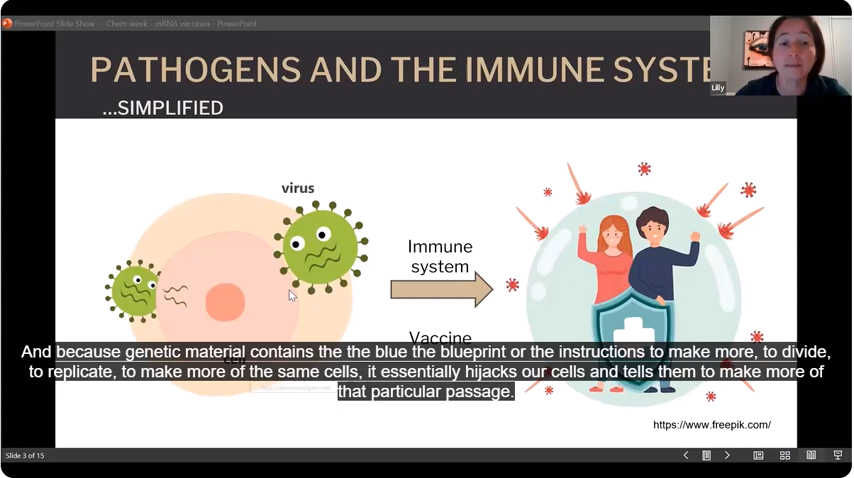 PowerPoint Slide Show - Chem week - mRNA vaccines - PowerPoint
PATHOGENS AND THE IMMUNE SYSTE
...SIMPLIFIED
Lilly
virus
Immune
system
Vaccine
cell
And because genetic material contains the the blue the blueprint or the instructions to make more, to divide,
to replicate, to make more of the same cells, it essentially hijacks our cells and tells them to make more of
that particular passage.
https://www.freepik.com/
Slide 3 of 15